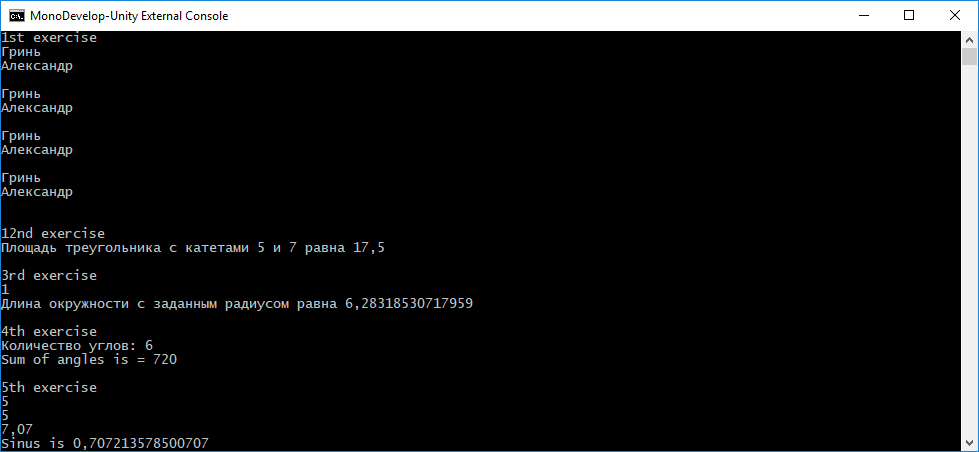 MonoDevelop-Unity External Console
1st exercise
Гринь
Александр
Гринь
Александр
Гринь
Александр
Гринь
Александр
12nd exercise
Площадь треугольника с катетами 5 и 7 равна 17,5
3rd exercise
1
Длина окружности с заданным радиусом равна 6,28318530717959
4th exercise
Количество углов: 6
Sum of angles is = 720
5th exercise
5
5
7,07
Sinus is 0,707213578500707